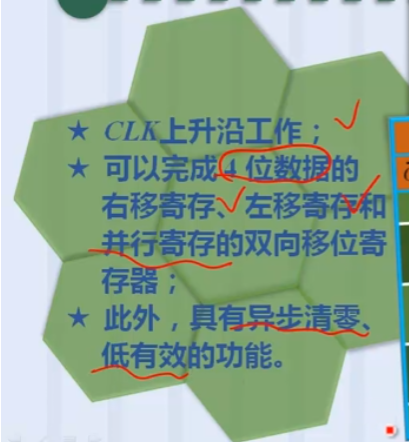 ★ CLK上升沿工作；
★ 可以完成4位数据的
右移寄存、左移寄存和
并行寄存的双向移位寄
存器；
★ 此外，具有异步清零、
低有效的功能。